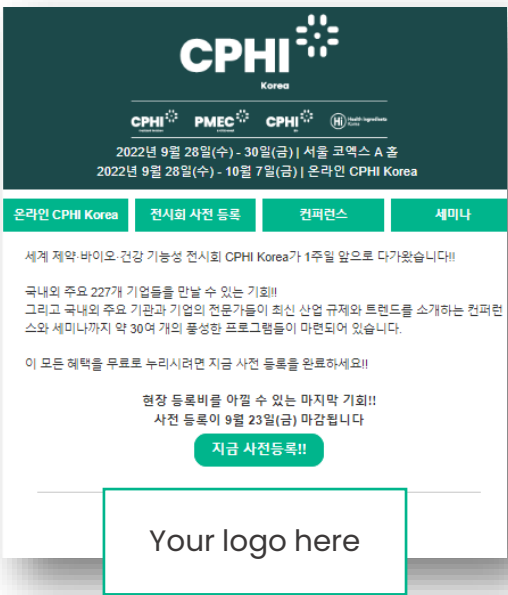 CPHI
Korea
CPHI PMEC CPHI Hi Health Ingredients
2022년 9월 28일(수) - 30일(금) | 서울 코엑스 A 홀
2022년 9월 28일(수) - 10월 7일(금) | 온라인 CPHI Korea
온라인 CPHI Korea 전시회 사전 등록 컨퍼런스 세미나
세계 제약·바이오·건강 기능성 전시회 CPHI Korea가 1주일 앞으로 다가왔습니다!!
국내외 주요 227개 기업들을 만날 수 있는 기회!!
그리고 국내외 주요 기관과 기업의 전문가들이 최신 산업 규제와 트렌드를 소개하는 컨퍼런
스와 세미나까지 약 30여 개의 풍성한 프로그램들이 마련되어 있습니다.
이 모든 혜택을 무료로 누리시려면 지금 사전 등록을 완료하세요!!
현장 등록비를 아낄 수 있는 마지막 기회!!
사전 등록이 9월 23일(금) 마감됩니다
지금 사전등록!!
Your logo here